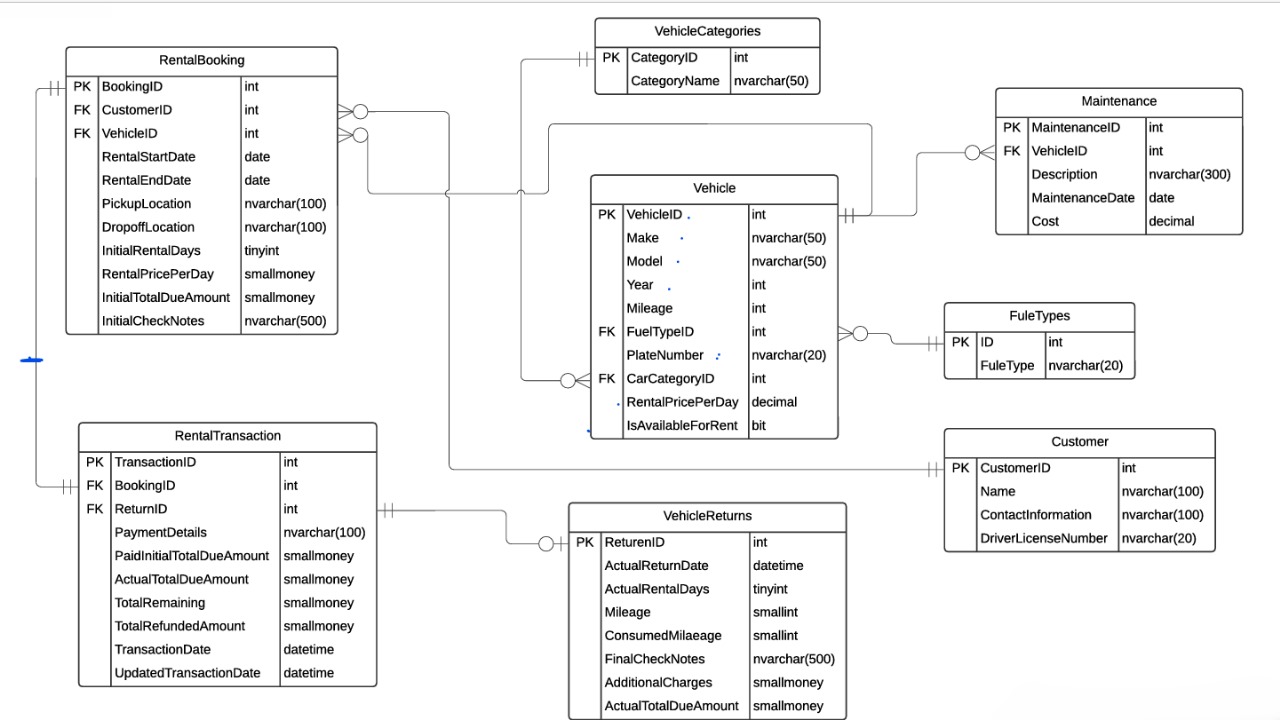 VehicleCategories
PK CategoryID int
CategoryName nvarchar(50)
RentalBooking
PK BookingID int
FK CustomerID int
FK VehicleID int
RentalStartDate date
RentalEndDate date
PickupLocation nvarchar(100)
DropoffLocation nvarchar(100)
InitialRentalDays tinyint
RentalPricePerDay smallmoney
InitialTotalDueAmount smallmoney
InitialCheckNotes nvarchar(500)
Maintenance
PK MaintenanceID int
FK VehicleID int
Description nvarchar(300)
MaintenanceDate date
Cost decimal
Vehicle
PK VehicleID int
Make nvarchar(50)
Model nvarchar(50)
Year int
Mileage int
FK FuelTypeID int
PlateNumber nvarchar(20)
FK CarCategoryID int
RentalPricePerDay decimal
IsAvailableForRent bit
FuleTypes
PK ID int
FuleType nvarchar(20)
RentalTransaction
PK TransactionID int
FK BookingID int
FK ReturnID int
PaymentDetails nvarchar(100)
PaidInitialTotalDueAmount smallmoney
ActualTotalDueAmount smallmoney
TotalRemaining smallmoney
TotalRefundedAmount smallmoney
TransactionDate datetime
UpdatedTransactionDate datetime
Customer
PK CustomerID int
Name nvarchar(100)
ContactInformation nvarchar(100)
DriverLicenseNumber nvarchar(20)
VehicleReturns
PK ReturenID int
ActualReturnDate datetime
ActualRentalDays tinyint
Mileage smallint
ConsumedMilaeage smallint
FinalCheckNotes nvarchar(500)
AdditionalCharges smallmoney
ActualTotalDueAmount smallmoney